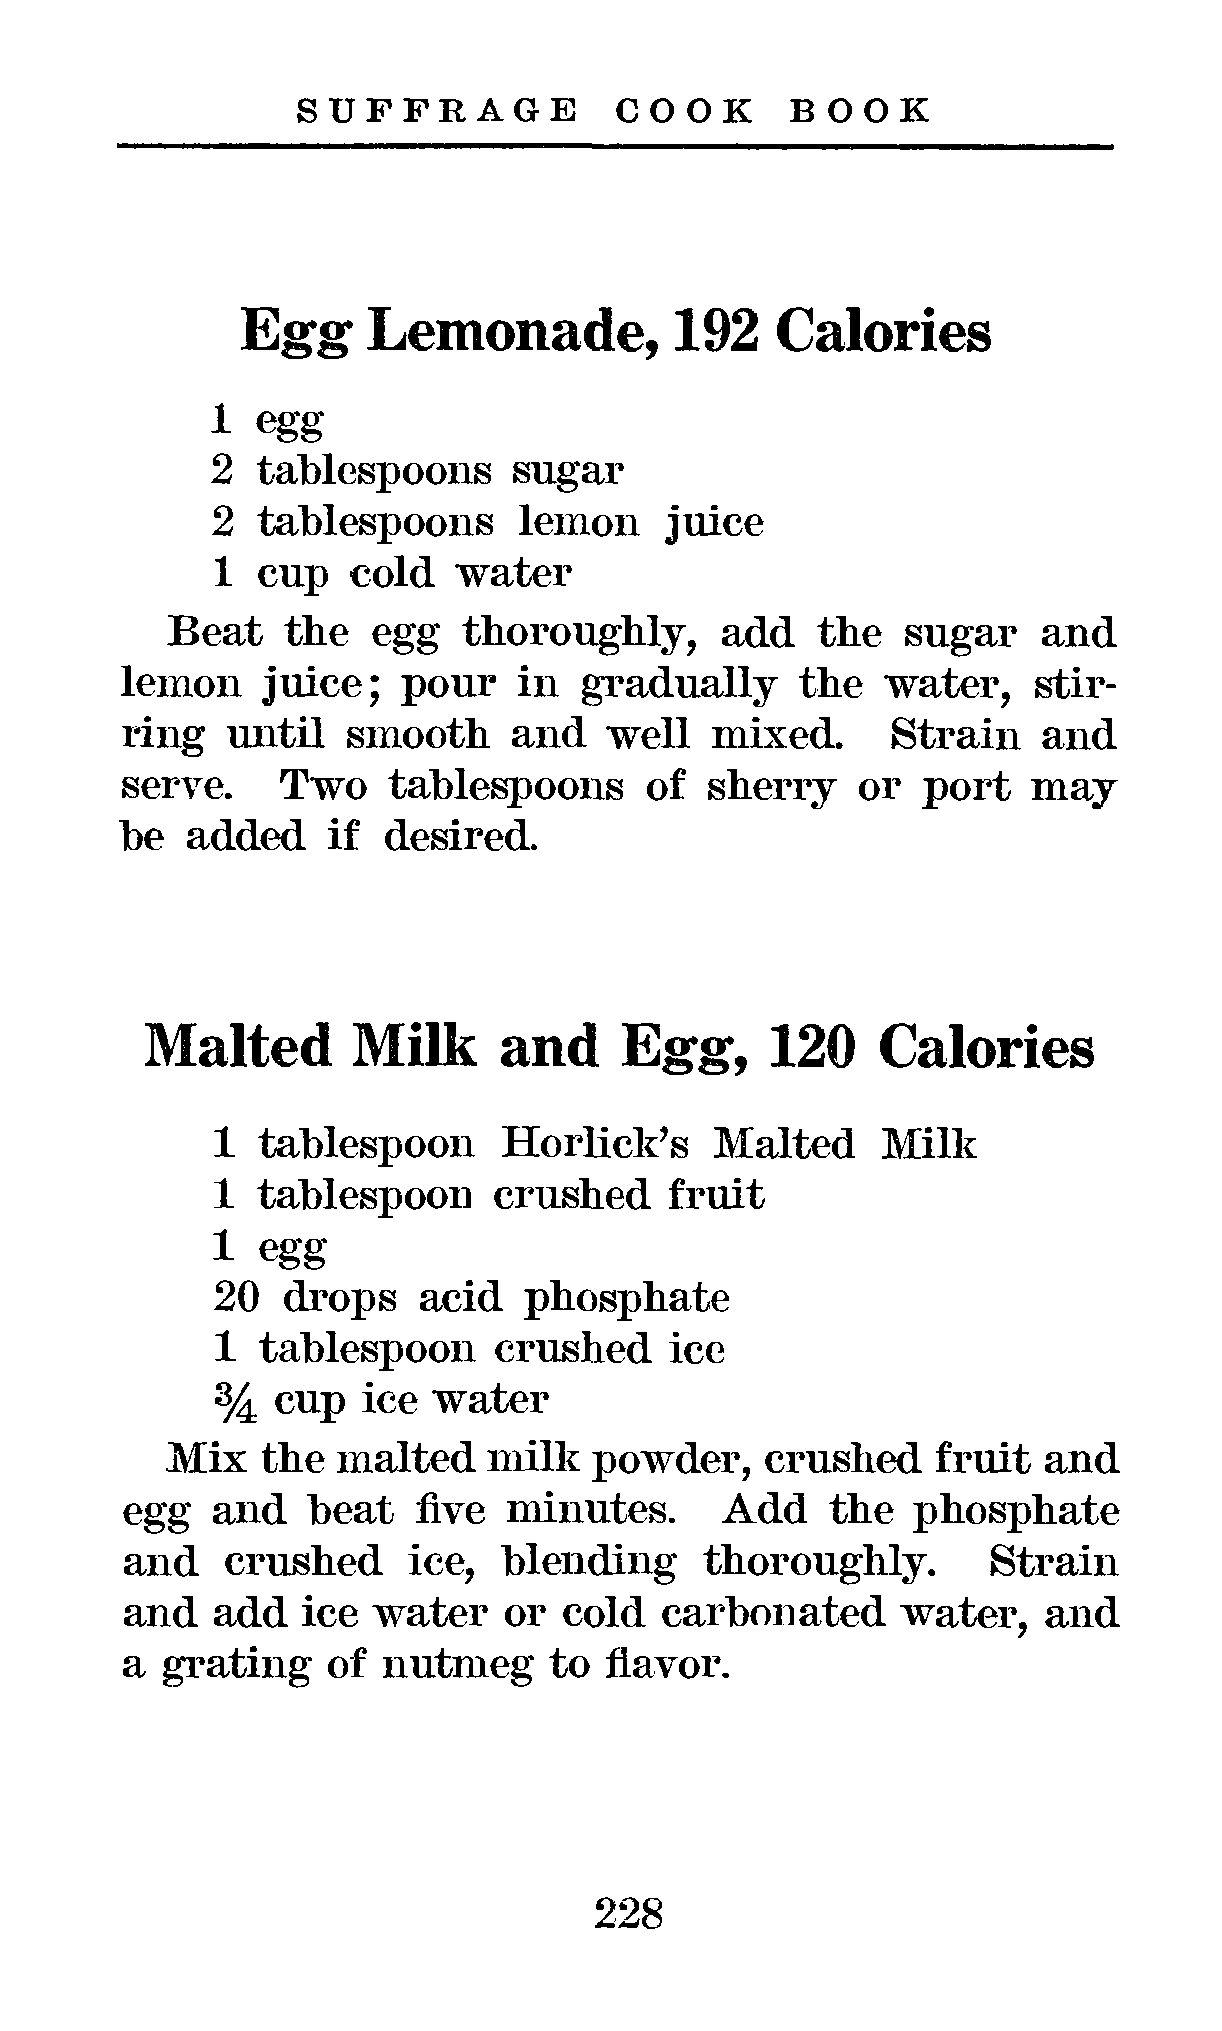 SUFFRAGE COOK BOOK
Egg Lemonade, 192 Calories
1 egg
2 tablespoons sugar
2 tablespoons lemon juice
1 cup cold water
Beat the egg thoroughly, add the sugar and
lemon juice; pour in gradually the water, stir-
ring until smooth and well mixed. Strain and
serve. Two tablespoons of sherry or port may
be added if desired.
Malted Milk and Egg, 120 Calories
1 tablespoon Horlick's Malted Milk
1 tablespoon crushed fruit
1 egg
20 drops acid phosphate
1 tablespoon crushed ice
¾ cup ice water
Mix the malted milk powder, crushed fruit and
egg and beat five minutes. Add the phosphate
and crushed ice, blending thoroughly. Strain
and add ice water or cold carbonated water, and
a grating of nutmeg to flavor.
228